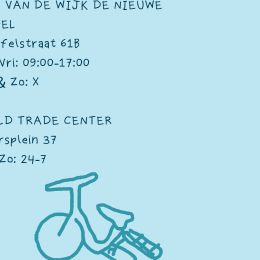 VAN DE WIJK DE NIEUWE
EL
felstraat 61B
Vri: 09:00-17:00
& Zo: X
LD TRADE CENTER
rsplein 37
Zo: 24-7